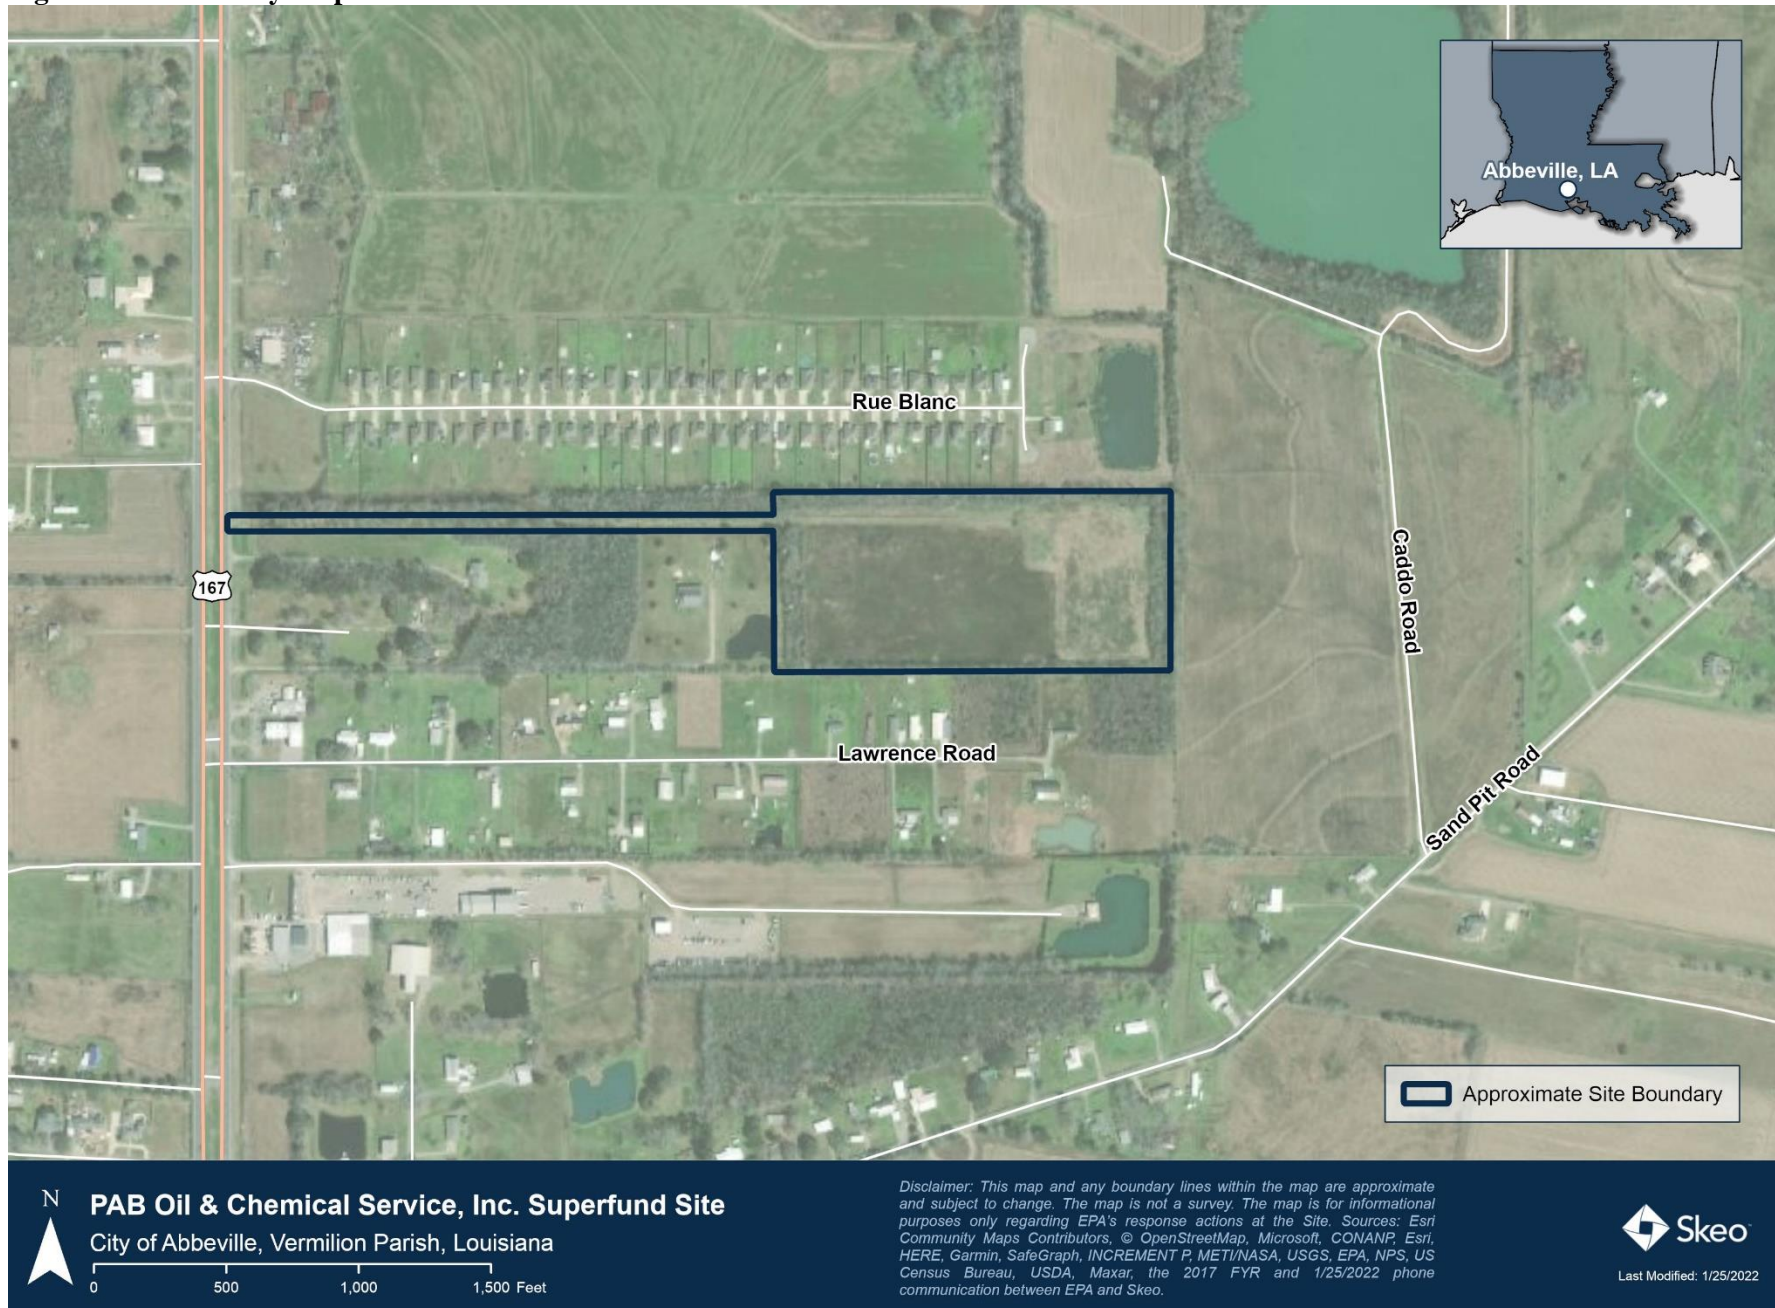 Abbeville, LA
Rue Blanc
167
Caddo Road
Lawrence Road
Sand Pit Road
Approximate Site Boundary
N
PAB Oil & Chemical Service, Inc. Superfund Site
City of Abbeville, Vermilion Parish, Louisiana
0 500 1,000 1,500 Feet
Disclaimer: This map and any boundary lines within the map are approximate
and subject to change. The map is not a survey. The map is for informational
purposes only regarding EPA's response actions at the Site. Sources: Esri
Community Maps Contributors, © OpenStreetMap, Microsoft, CONANP, Esri,
HERE, Garmin, SafeGraph, INCREMENT P, METI/NASA, USGS, EPA, NPS, US
Census Bureau, USDA, Maxar, the 2017 FYR and 1/25/2022 phone
communication between EPA and Skeo.
Skeo
Last Modified: 1/25/2022